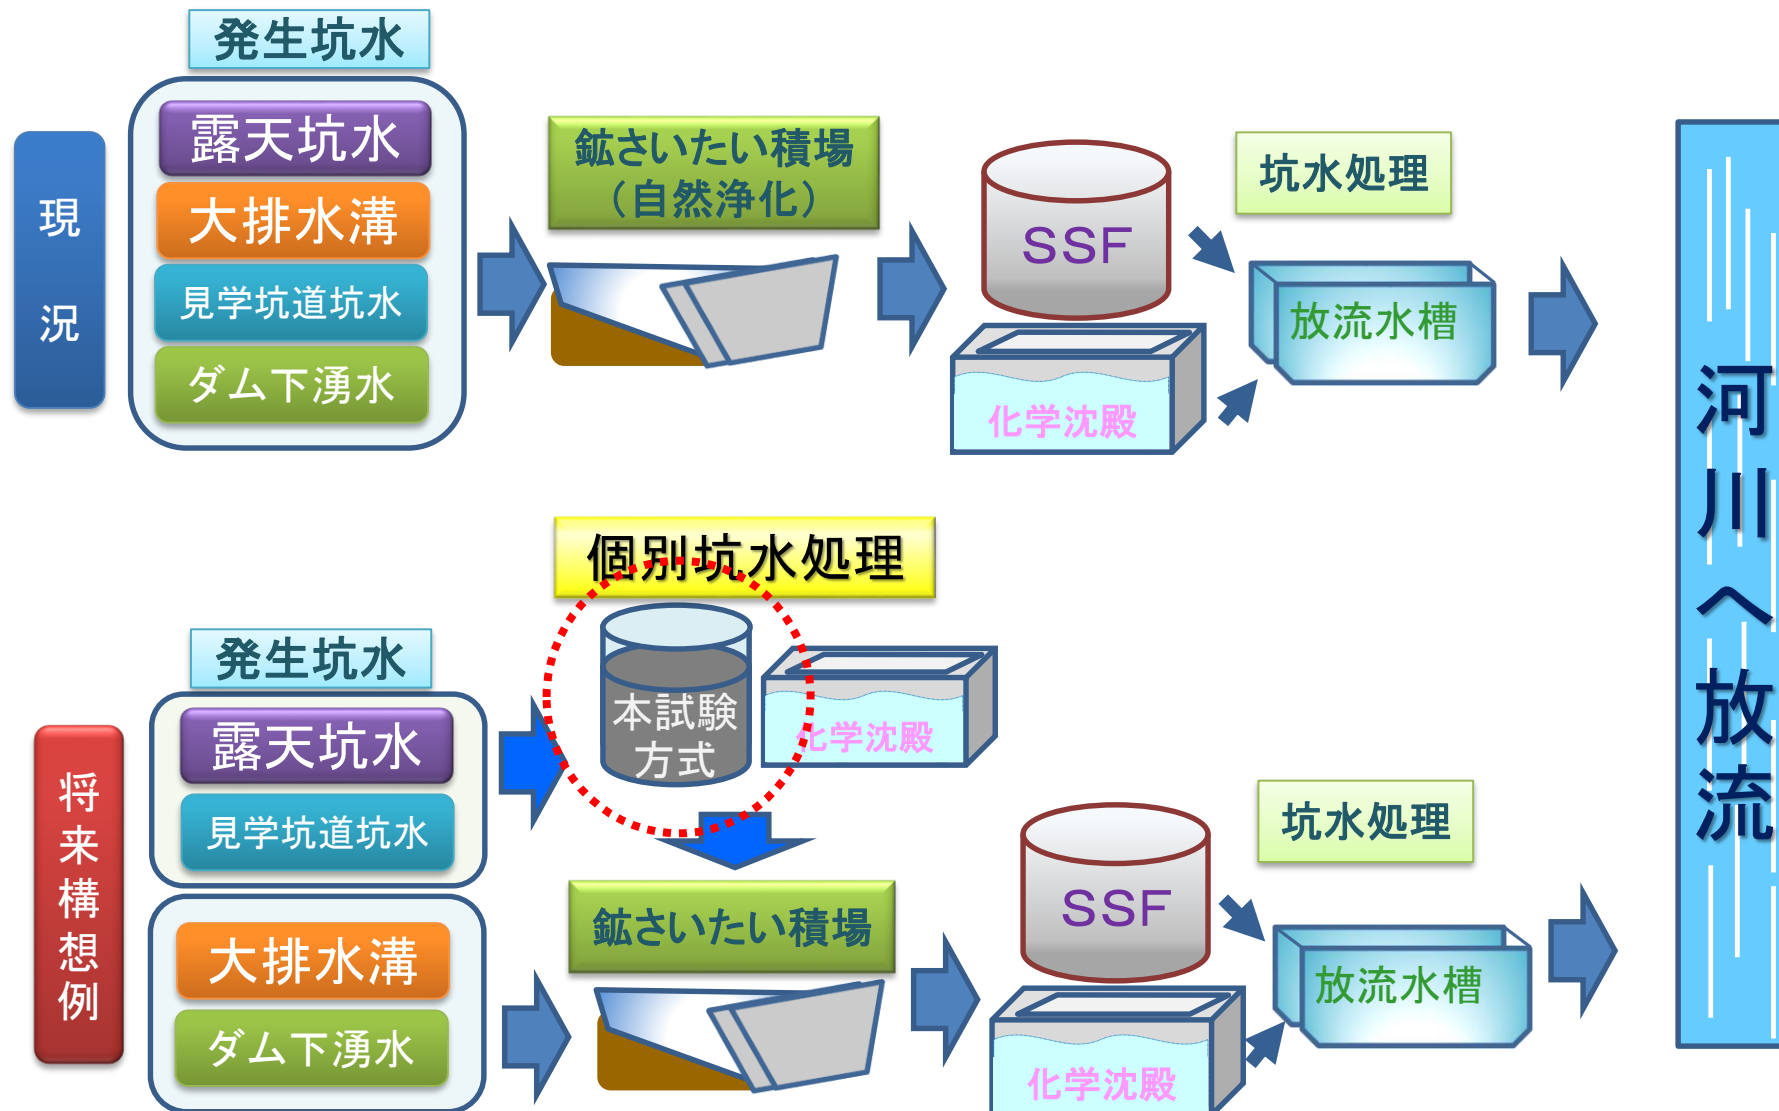 現況
発生坑水
露天坑水
大排水溝
見学坑道坑水
ダム下湧水
鉱さいたい積場
（自然浄化）
SSF
化学沈殿
坑水処理
放流水槽
河川へ放流
将来構想例
発生坑水
露天坑水
見学坑道坑水
大排水溝
ダム下湧水
個別坑水処理
本試験
方式
化学沈殿
鉱さいたい積場
SSF
化学沈殿
坑水処理
放流水槽